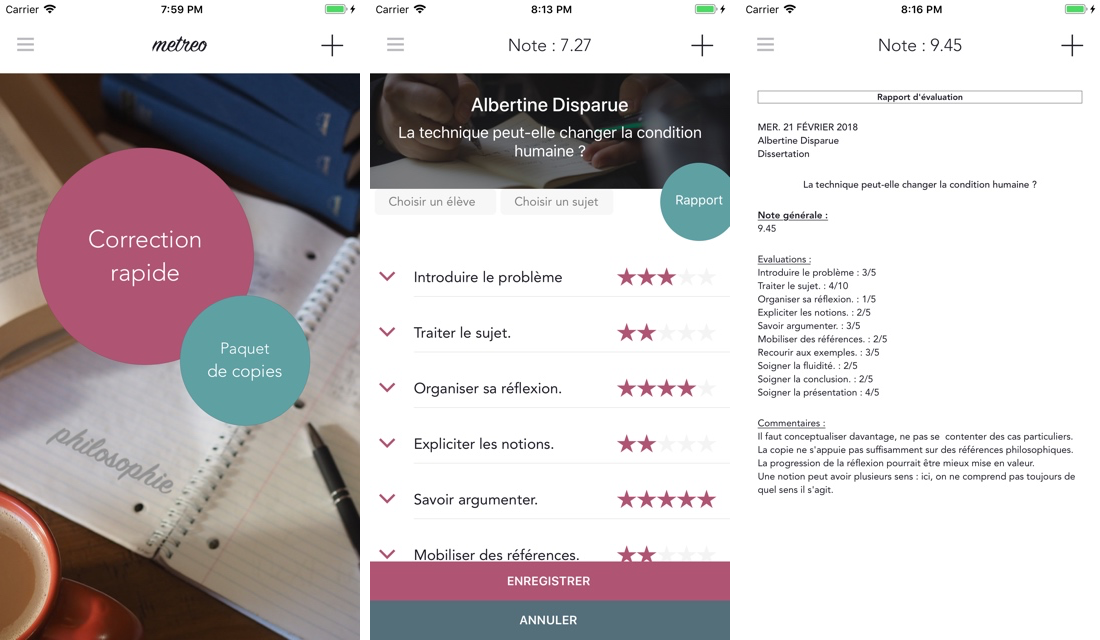 Carrier
7:59 PM
metreo
Correction
rapide
Paquet
de copies
philosophie
Carrier
8:13 PM
Note : 7.27
Albertine Disparue
La technique peut-elle changer la condition
humaine ?
Choisir un élève
Choisir un sujet
Rapport
Introduire le problème
Traiter le sujet.
Organiser sa réflexion.
Expliciter les notions.
Savoir argumenter.
Mobiliser des références.
ENREGISTRER
ANNULER
Carrier
8:16 PM
Note : 9.45
Rapport d'évaluation
MER. 21 FÉVRIER 2018
Albertine Disparue
Dissertation
La technique peut-elle changer la condition humaine ?
Note générale :
9.45
Evaluations :
Introduire le problème : 3/5
Traiter le sujet. : 4/10
Organiser sa réflexion. : 1/5
Expliciter les notions. : 2/5
Savoir argumenter. : 3/5
Mobiliser des références. : 2/5
Recourir aux exemples. : 3/5
Soigner la fluidité. : 2/5
Soigner la conclusion. : 2/5
Soigner la présentation : 4/5
Commentaires :
Il faut conceptualiser davantage, ne pas se  contenter des cas particuliers.
La copie ne s'appuie pas suffisamment sur des références philosophiques.
La progression de la réflexion pourrait être mieux mise en valeur.
Une notion peut avoir plusieurs sens : ici, on ne comprend pas toujours de
quel sens il s'agit.